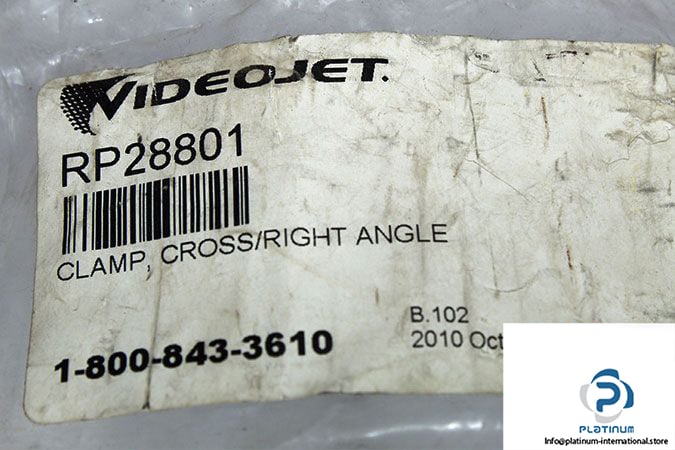 VIDEOJET.
RP28801
CLAMP, CROSS/RIGHT ANGLE
B.102
2010 Oct
1-800-843-3610
PLATINUM
Info@platinum-international.store